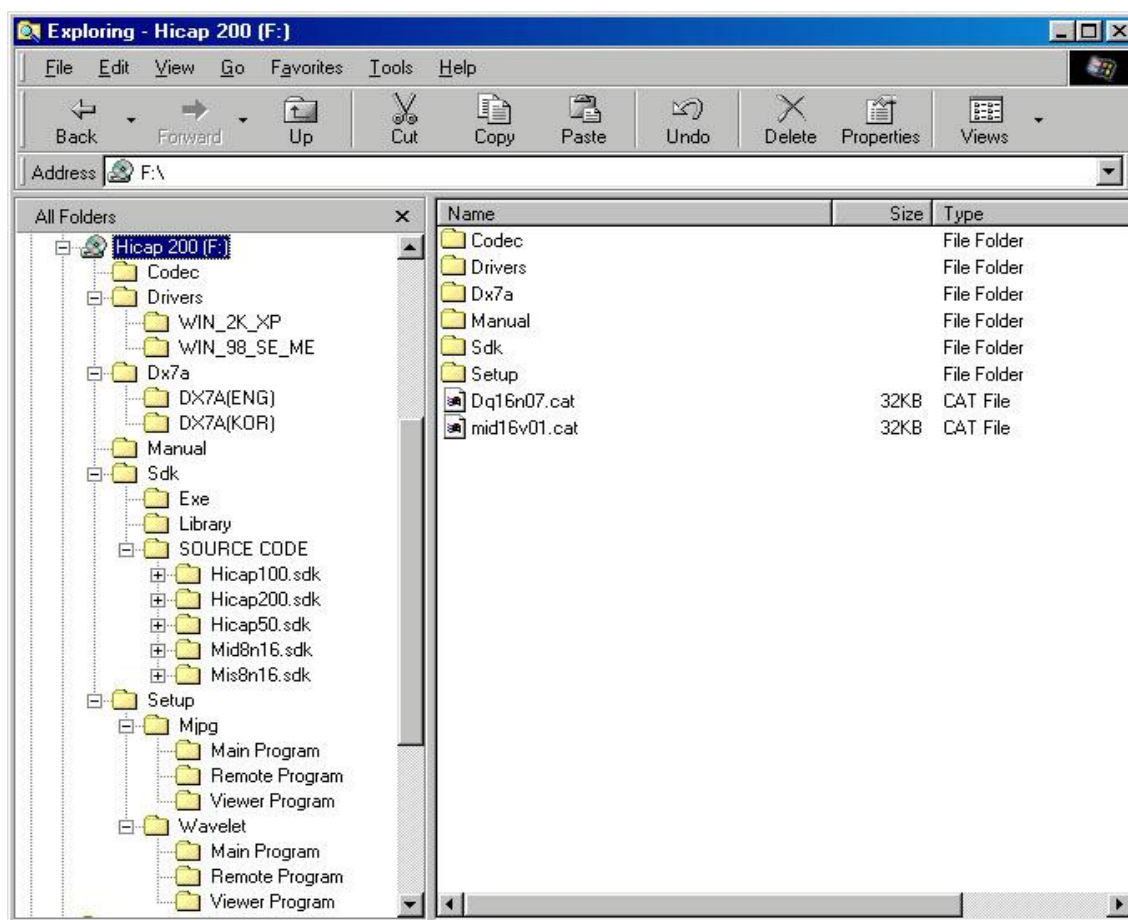 Exploring - Hicap 200 (F:)
File Edit View Go Favorites Tools Help
Back Forward Up Cut Copy Paste Undo Delete Properties Views
Address F:\
All Folders
Hicap 200 (F:)
Codec
Drivers
WIN_2K_XP
WIN_98_SE_ME
Dx7a
DX7A(ENG)
DX7A(KOR)
Manual
Sdk
Exe
Library
SOURCE CODE
Hicap100.sdk
Hicap200.sdk
Hicap50.sdk
Mid8n16.sdk
Mis8n16.sdk
Setup
Mjpg
Main Program
Remote Program
Viewer Program
Wavelet
Main Program
Remote Program
Viewer Program
Name Size Type
Codec File Folder
Drivers File Folder
Dx7a File Folder
Manual File Folder
Sdk File Folder
Setup File Folder
Dq16n07.cat 32KB CAT File
mid16v01.cat 32KB CAT File